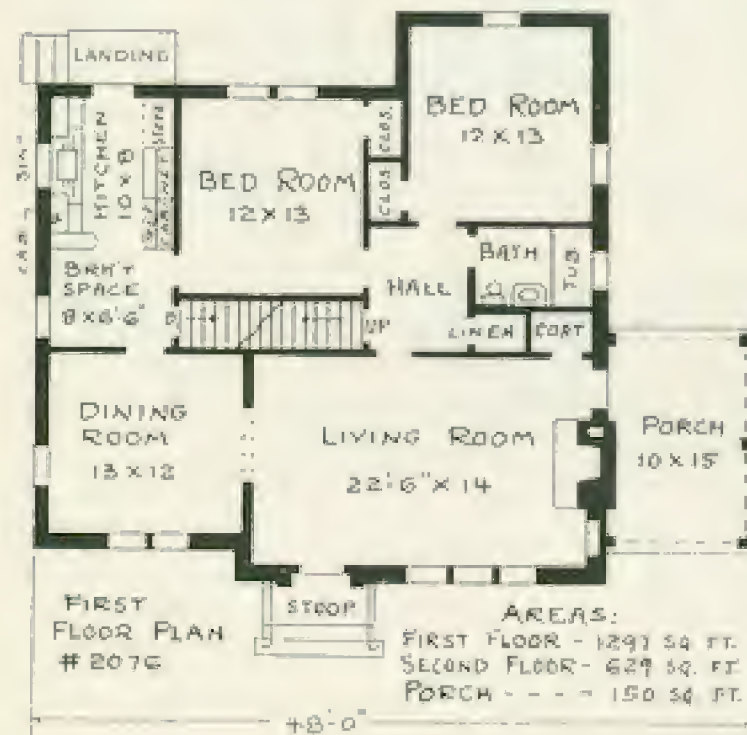 LANDING
BED ROOM
12 X 13
CLOS.
CLOS.
KITCHEN
10 X 8
BED ROOM
12 X 13
BATH
TUB
HALL
BRK'T
SPACE
8 X 6'-6"
UP
LINEN
COAT
DINING
ROOM
13 X 12
LIVING ROOM
22'-6" X 14
PORCH
10 X 15
STOOP
FIRST
FLOOR PLAN
# 2076
AREAS:
FIRST FLOOR - 1297 SQ. FT.
SECOND FLOOR - 629 SQ. FT.
PORCH - - - - 150 SQ. FT.
48'-0"